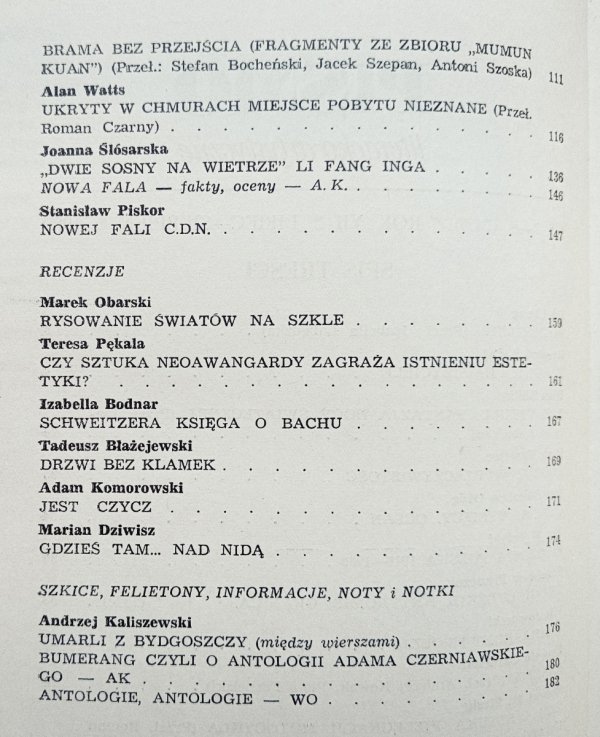 BRAMA BEZ PRZEJŚCIA (FRAGMENTY ZE ZBIORU „MUMUN
KUAN”) (Przeł.: Stefan Bocheński, Jacek Szepan, Antoni Szoska) 111
Alan Watts
UKRYTY W CHMURACH MIEJSCE POBYTU NIEZNANE (Przeł.
Roman Czarny) . . . . . . . . . . . 116
Joanna Ślósarska
„DWIE SOSNY NA WIETRZE” LI FANG INGA . . . . 136
NOWA FALA — fakty, oceny — A. K. . . . . . . 146
Stanisław Piskor
NOWEJ FALI C.D.N. . . . . . . . . . . 147
RECENZJE
Marek Obarski
RYSOWANIE ŚWIATÓW NA SZKLE . . . . . . 159
Teresa Pękala
CZY SZTUKA NEOAWANGARDY ZAGRAŻA ISTNIENIU ESTE-
TYKI? . . . . . . . . . . . . 161
Izabella Bodnar
SCHWEITZERA KSIĘGA O BACHU . . . . . . 167
Tadeusz Błażejewski
DRZWI BEZ KLAMEK . . . . . . . . . 169
Adam Komorowski
JEST CZYCZ . . . . . . . . . . . 171
Marian Dziwisz
GDZIEŚ TAM... NAD NIDĄ . . . . . . . . 174
SZKICE, FELIETONY, INFORMACJE, NOTY i NOTKI
Andrzej Kaliszewski
UMARLI Z BYDGOSZCZY (między wierszami) . . . . . 176
BUMERANG CZYLI O ANTOLOGII ADAMA CZERNIAWSKIE-
GO — AK . . . . . . . . . . . 180
ANTOLOGIE, ANTOLOGIE — WO . . . . . . 182